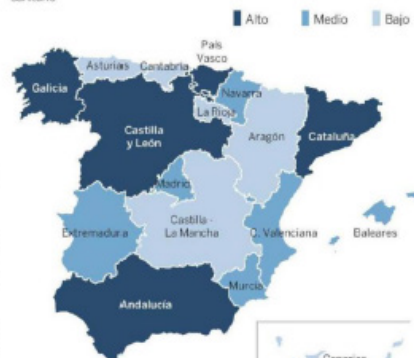 Alto Medio Bajo
País
Vasco
Asturias
Cantabria
Galicia
Navarra
La Rioja
Castilla
y León
Aragón
Cataluña
Madrid
Castilla -
La Mancha
Extremadura
C. Valenciana
Baleares
Murcia
Andalucía
Canarias